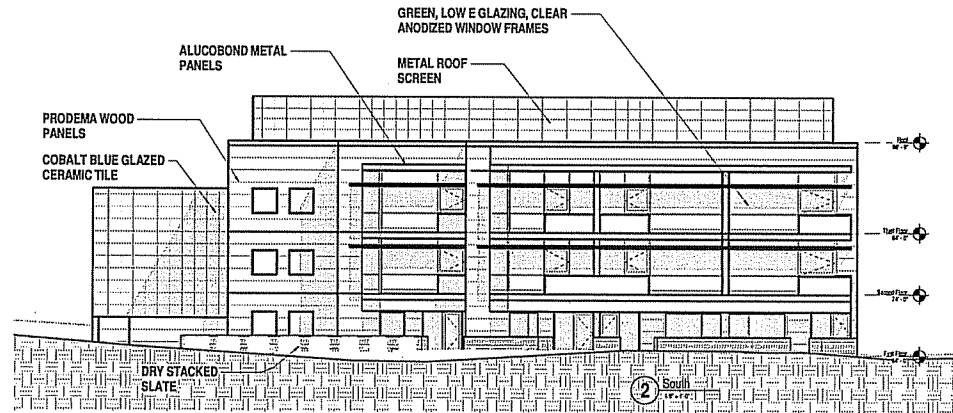 GREEN, LOW E GLAZING, CLEAR
ANODIZED WINDOW FRAMES
ALUCOBOND METAL
PANELS
METAL ROOF
SCREEN
PRODEMA WOOD
PANELS
COBALT BLUE GLAZED
CERAMIC TILE
Roof
Third Floor
Second Floor
First Floor
DRY STACKED
SLATE
2
South